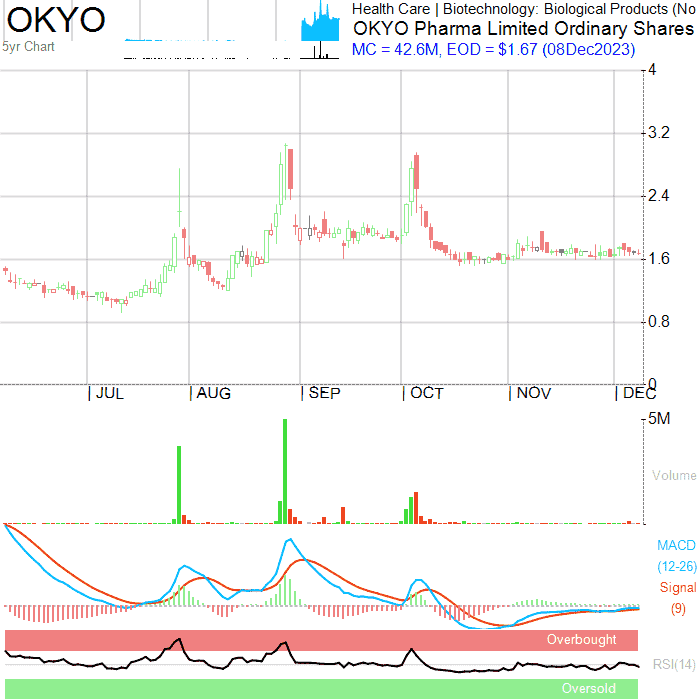 OKYO
5yr Chart
Health Care | Biotechnology: Biological Products (No
OKYO Pharma Limited Ordinary Shares
MC = 42.6M, EOD = $1.67 (08Dec2023)
4
3.2
2.4
1.6
0.8
0
| JUL | AUG | SEP | OCT | NOV | DEC
5M
Volume
MACD
(12-26)
Signal
(9)
Overbought
RSI(14)
Oversold